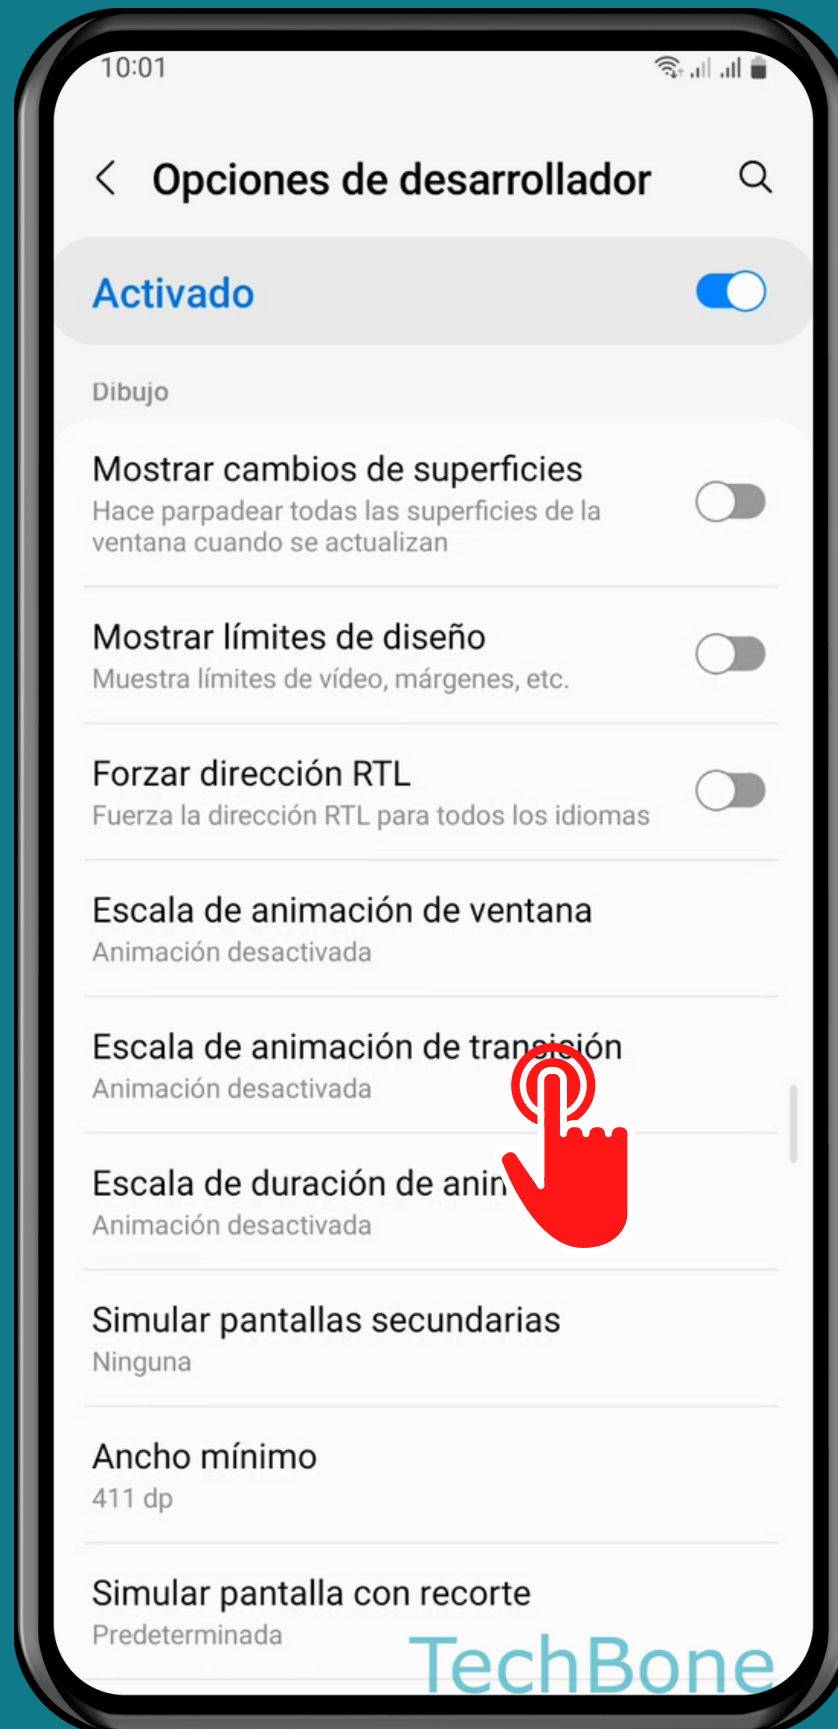 10:01
Opciones de desarrollador
Activado
Dibujo
Mostrar cambios de superficies
Hace parpadear todas las superficies de la
ventana cuando se actualizan
Mostrar límites de diseño
Muestra límites de vídeo, márgenes, etc.
Forzar dirección RTL
Fuerza la dirección RTL para todos los idiomas
Escala de animación de ventana
Animación desactivada
Escala de animación de transición
Animación desactivada
Escala de duración de
Animación desactivada
Simular pantallas secundarias
Ninguna
Ancho mínimo
411 dp
Simular pantalla con recorte
Predeterminada
TechBone